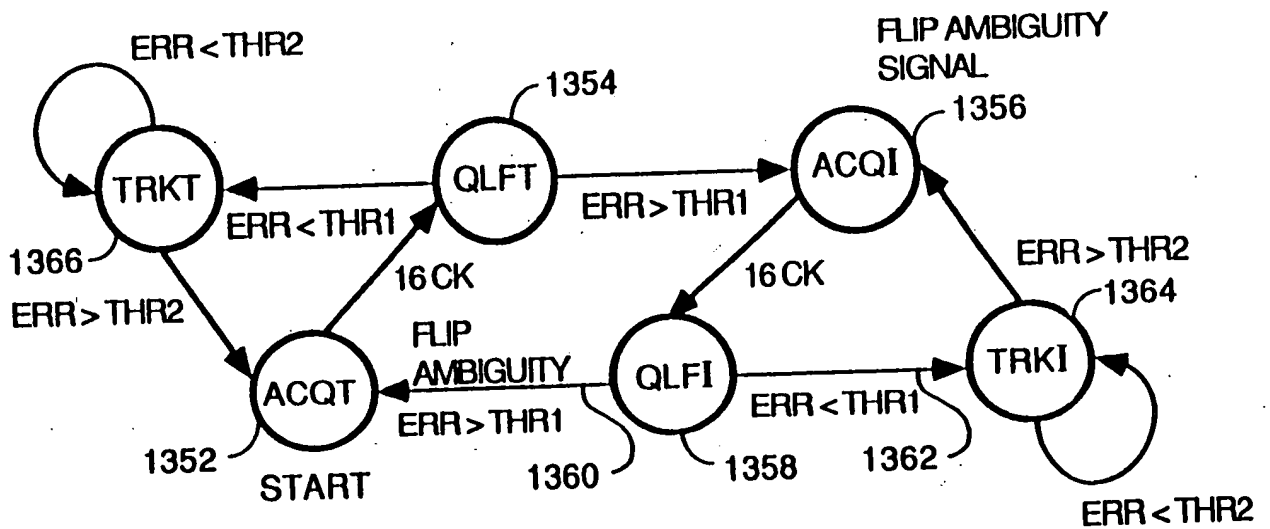 ERR < THR2
1354
FLIP AMBIGUITY
SIGNAL
1356
TRKT
QLFT
ACQI
ERR < THR1
ERR > THR1
1366
ERR > THR2
16 CK
16 CK
ERR > THR2
1364
FLIP
AMBIGUITY
ACQT
QLFI
TRKI
ERR > THR1
ERR < THR1
1352
1360
1358
1362
START
ERR < THR2